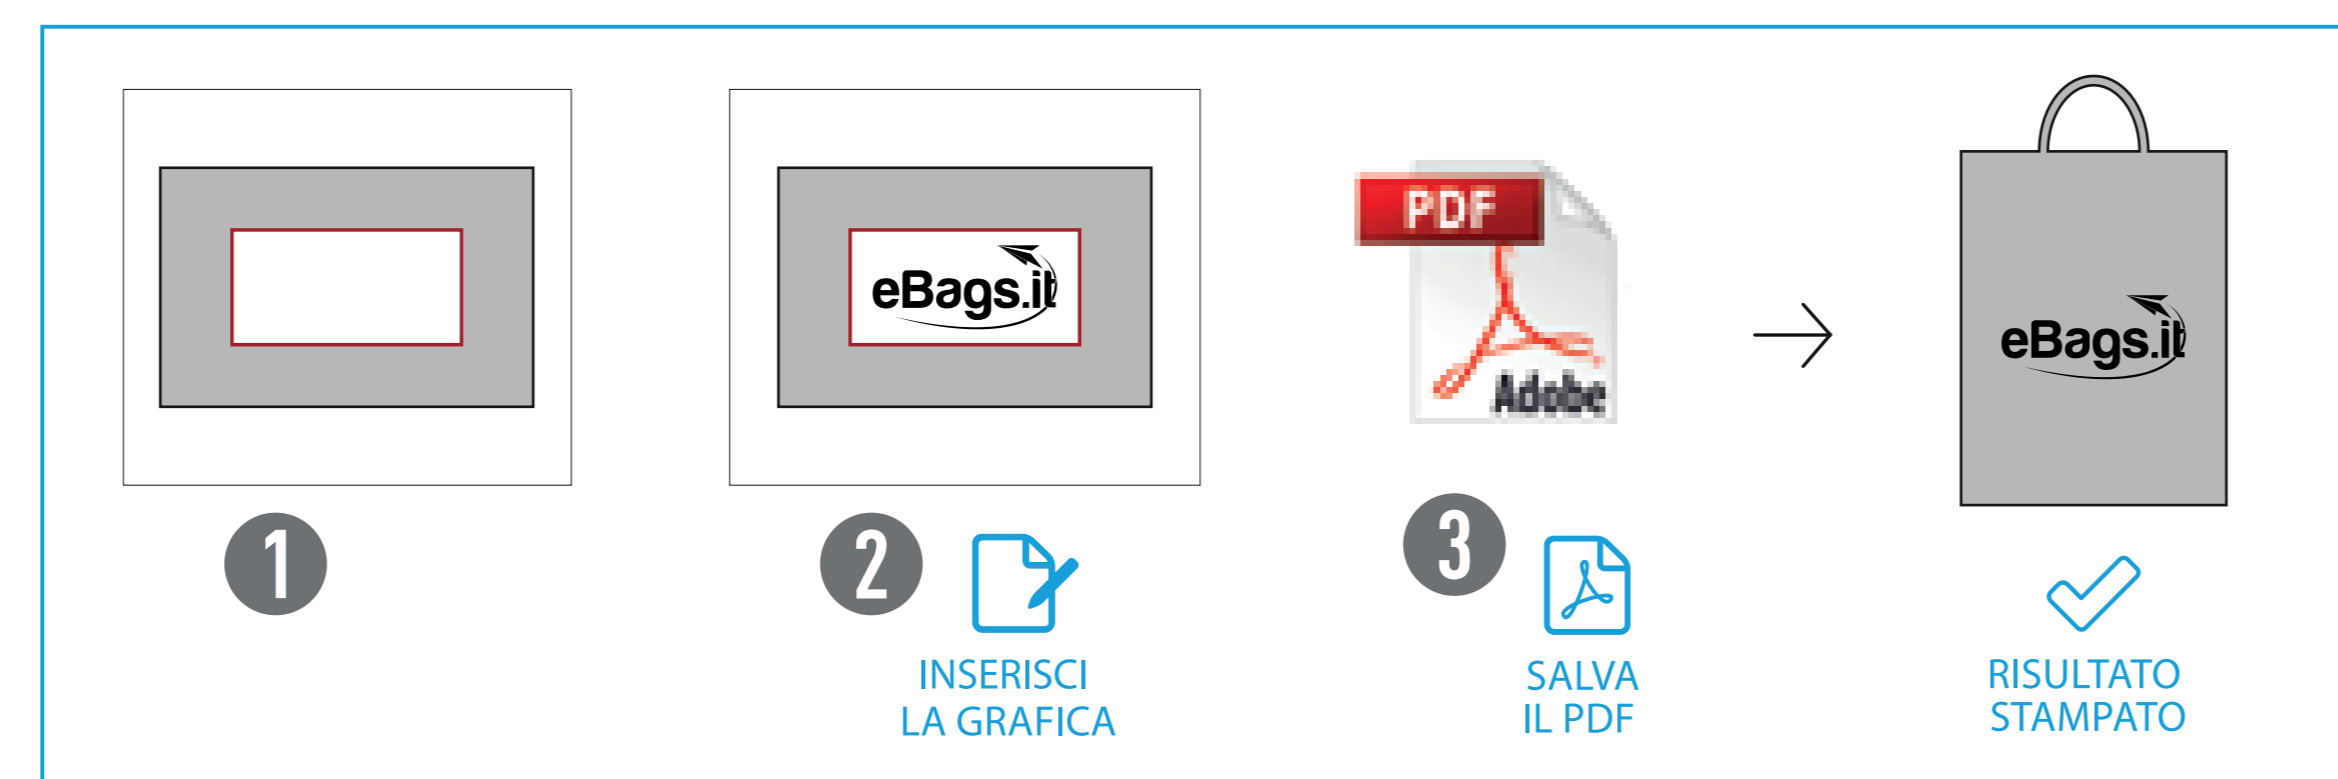 eBags.it
PDF
Adobe
eBags.it
1
2
INSERISCI
LA GRAFICA
3
SALVA
IL PDF
RISULTATO
STAMPATO